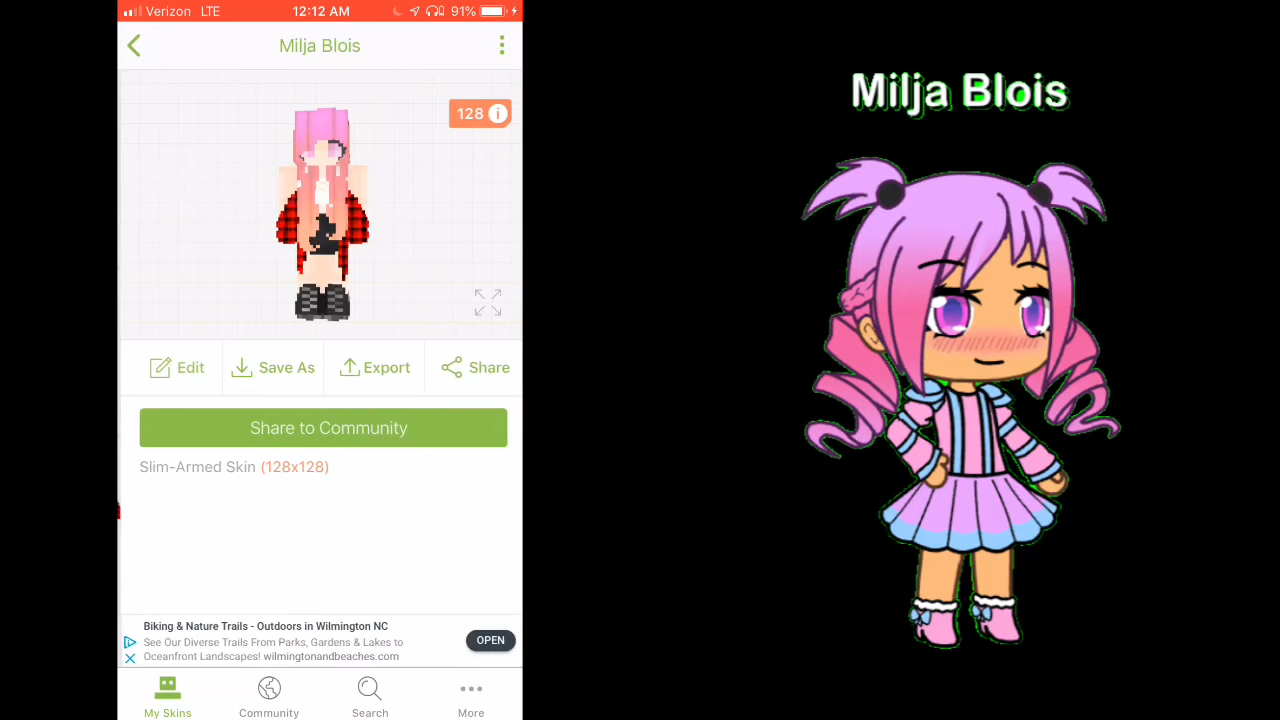 Verizon LTE 12:12 AM 91%
Milja Blois
128 i
Edit
Save As
Export
Share
Share to Community
Slim-Armed Skin (128x128)
Biking & Nature Trails - Outdoors in Wilmington NC
See Our Diverse Trails From Parks, Gardens & Lakes to
Oceanfront Landscapes! wilmingtonandbeaches.com
OPEN
My Skins
Community
Search
More
Milja Blois